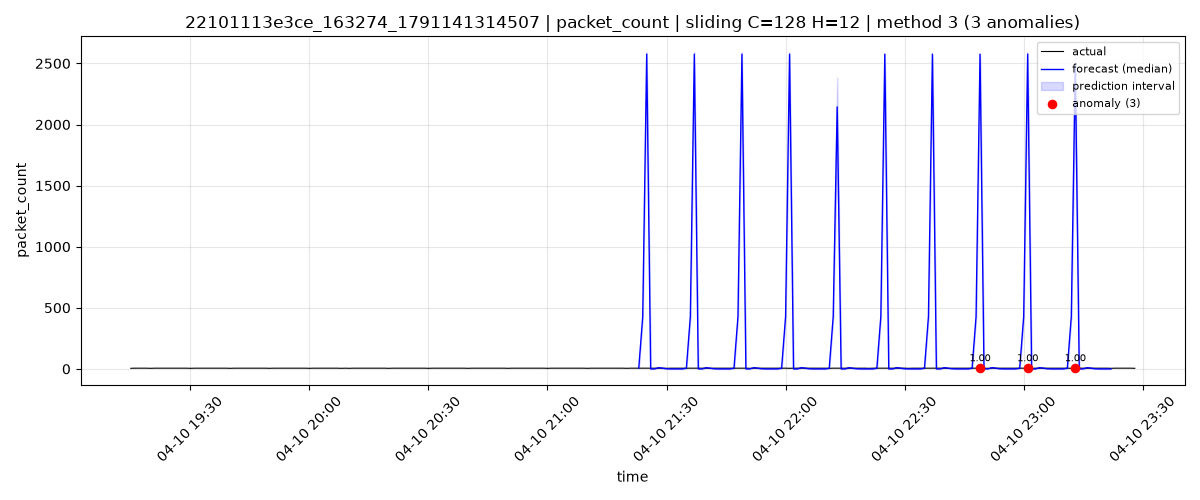 22101113e3ce_163274_1791141314507 | packet_count | sliding C=128 H=12 | method 3 (3 anomalies)
actual
forecast (median)
prediction interval
anomaly (3)
packet_count
2500
2000
1500
1000
500
0
1.00 1.00 1.00
04-10 19:30 04-10 20:00 04-10 20:30 04-10 21:00 04-10 21:30 04-10 22:00 04-10 22:30 04-10 23:00 04-10 23:30
time